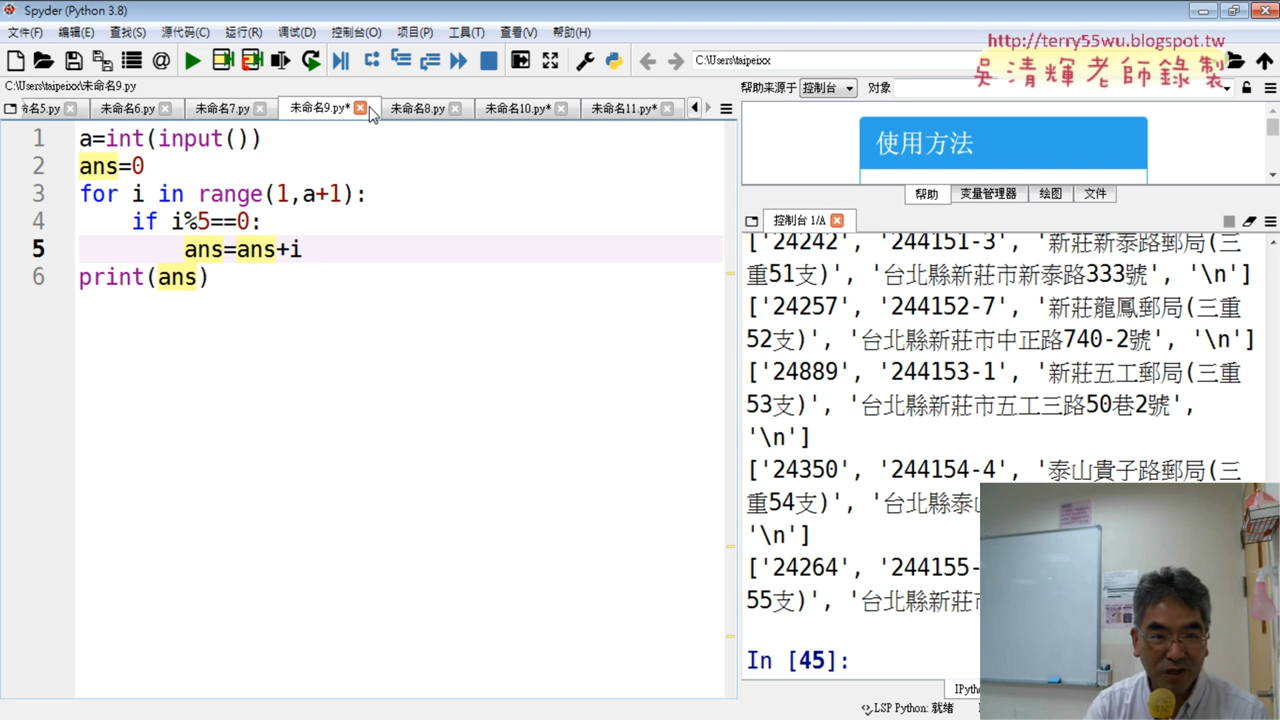 Spyder (Python 3.8)
文件(F) 编辑(E) 查找(S) 源代码(C) 运行(R) 调试(D) 控制台(O) 项目(P) 工具(T) 查看(V) 帮助(H)
C:\Users\taipeixx
http://terry55wu.blogspot.tw
吳清輝老師錄製
C:\Users\taipeixx\未命名9.py
帮助来源于 控制台 对象
名5.py 未命名6.py 未命名7.py 未命名9.py* 未命名8.py 未命名10.py* 未命名11.py*
1 a=int(input())
2 ans=0
3 for i in range(1,a+1):
4 if i%5==0:
5 ans=ans+i
6 print(ans)
使用方法
帮助 变量管理器 绘图 文件
控制台 1/A
['24242', '244151-3', '新莊新泰路郵局(三
重51支)', '台北縣新莊市新泰路333號', '\n']
['24257', '244152-7', '新莊龍鳳郵局(三重
52支)', '台北縣新莊市中正路740-2號', '\n']
['24889', '244153-1', '新莊五工郵局(三重
53支)', '台北縣新莊市五工三路50巷2號',
'\n']
['24350', '244154-4', '泰山貴子路郵局(三
重54支)', '台北縣泰
'\n']
['24264', '244155-
55支)', '台北縣新莊
In [45]:
IPyth
LSP Python: 就绪